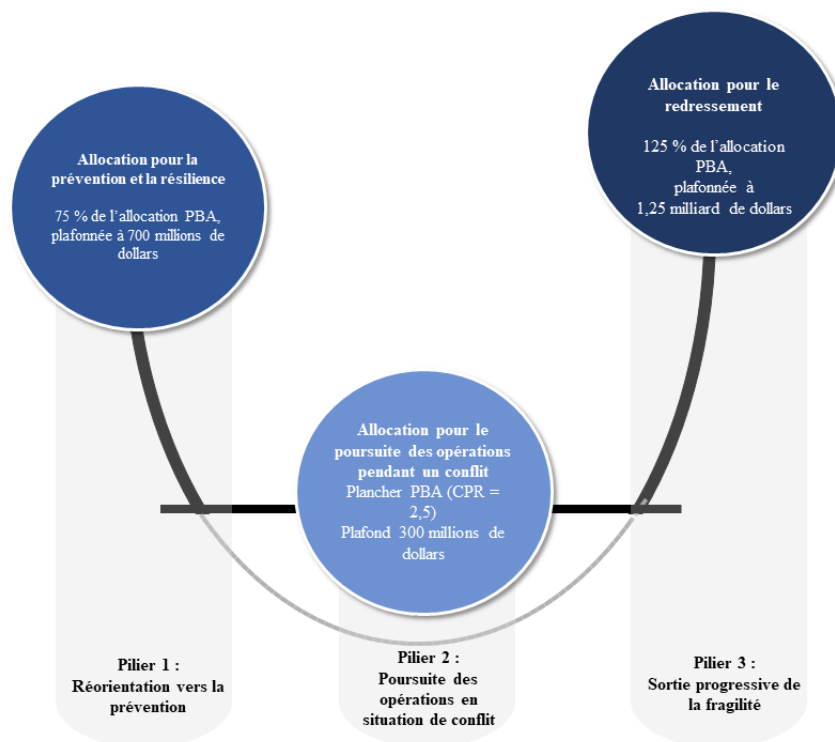 Allocation pour la
prévention et la résilience
75 % de l'allocation PBA,
plafonnée à 700 millions de
dollars
Allocation pour le
redressement
125 % de l'allocation
PBA,
plafonnée à
1,25 milliard de dollars
Allocation pour le
poursuite des opérations
pendant un conflit
Plancher PBA (CPR =
2,5)
Plafond 300 millions de
dollars
Pilier 1 :
Réorientation vers la
prévention
Pilier 2 :
Poursuite des
opérations en
situation de conflit
Pilier 3 :
Sortie progressive de
la fragilité